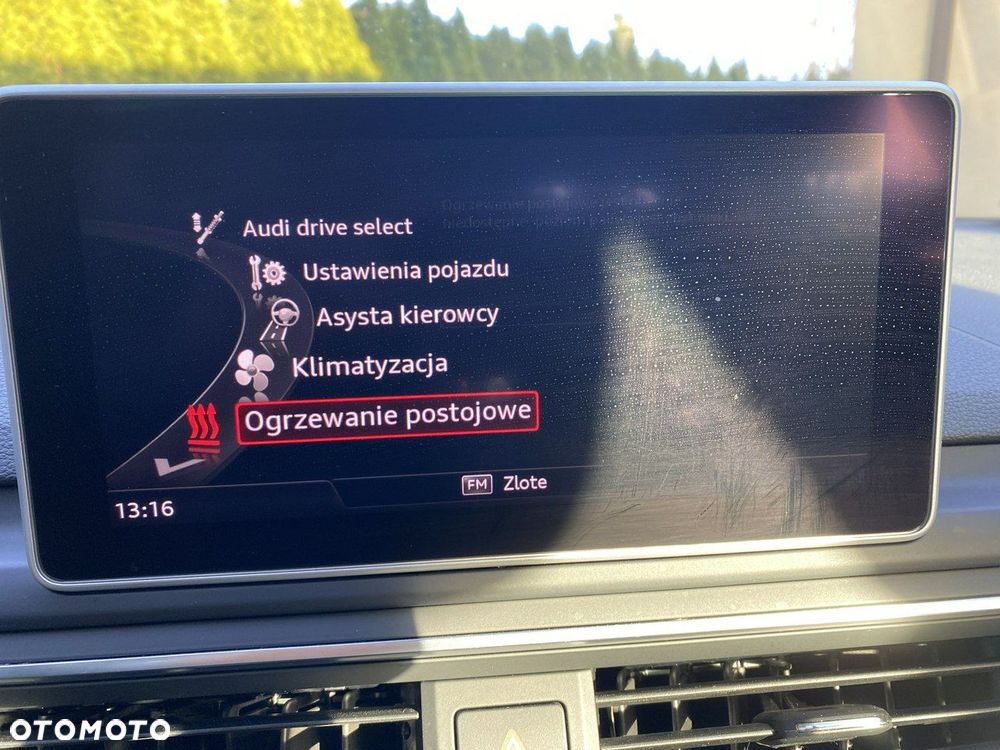 Audi drive select
Ustawienia pojazdu
Asysta kierowcy
Klimatyzacja
Ogrzewanie postojowe
FM Zlote
13:16
OTOMOTO